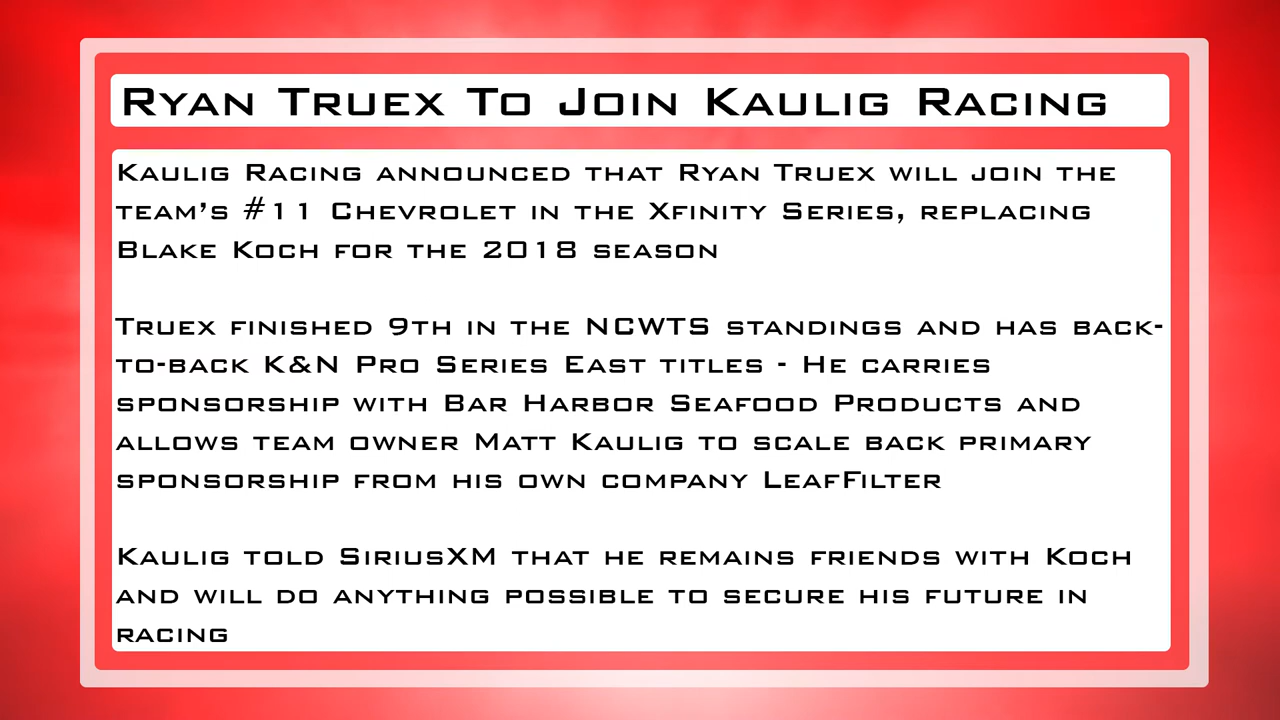 Ryan Truex To Join Kaulig Racing
Kaulig Racing announced that Ryan Truex will join the
team's #11 Chevrolet in the Xfinity Series, replacing
Blake Koch for the 2018 season
Truex finished 9th in the NCWTS standings and has back-
to-back K&N Pro Series East titles - He carries
sponsorship with Bar Harbor Seafood Products and
allows team owner Matt Kaulig to scale back primary
sponsorship from his own company LeafFilter
Kaulig told SiriusXM that he remains friends with Koch
and will do anything possible to secure his future in
racing